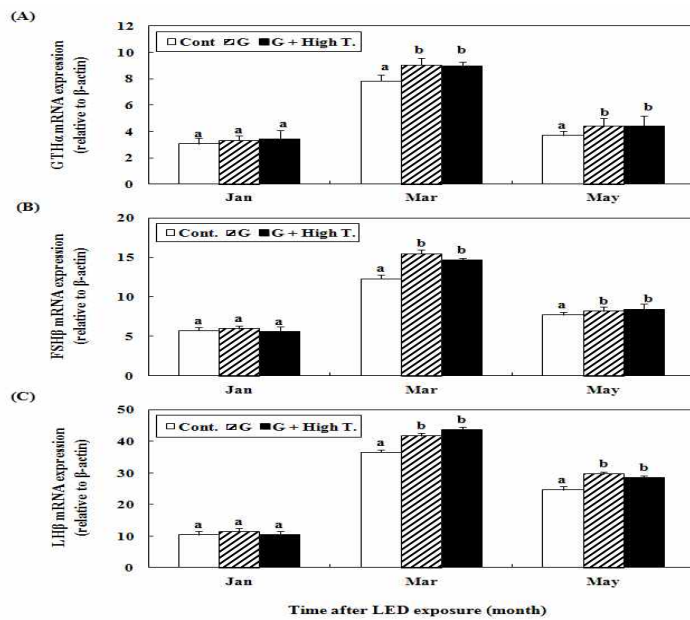 (A)
GTHα mRNA expression
(relative to β-actin)
12
10
8
6
4
2
0
Cont G G + High T.
a a a
a b b
a b b
Jan Mar May
(B)
FSHβ mRNA expression
(relative to β-actin)
20
15
10
5
0
Cont. G G + High T.
a a a
a b b
a b b
Jan Mar May
(C)
LHβ mRNA expression
(relative to β-actin)
50
40
30
20
10
0
Cont. G G + High T.
a a a
a b b
a b b
Jan Mar May
Time after LED exposure (month)